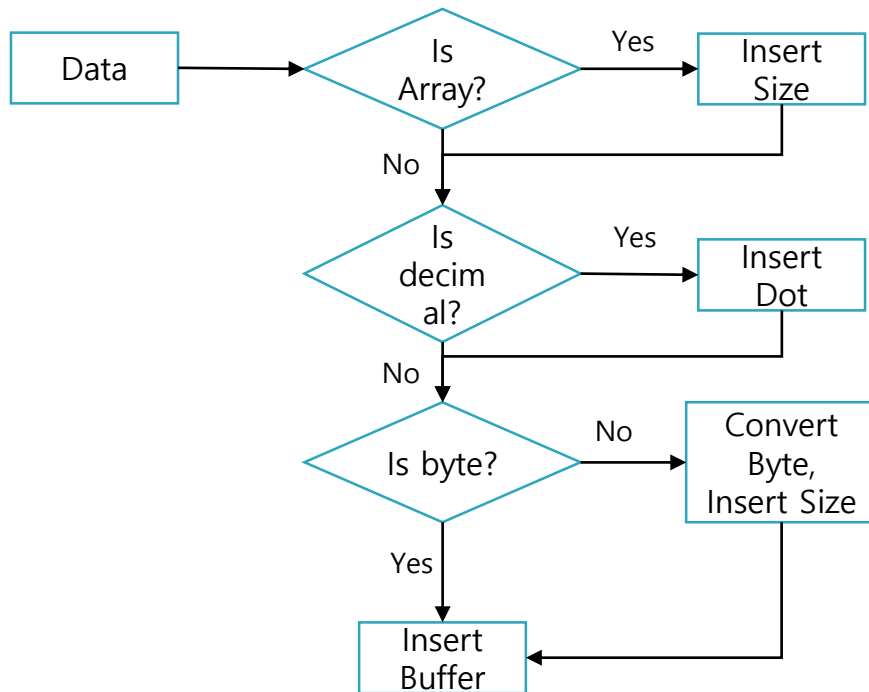 Data
Is
Array?
Yes
Insert
Size
No
Is
decim
al?
Yes
Insert
Dot
No
Is byte?
No
Convert
Byte,
Insert Size
Yes
Insert
Buffer